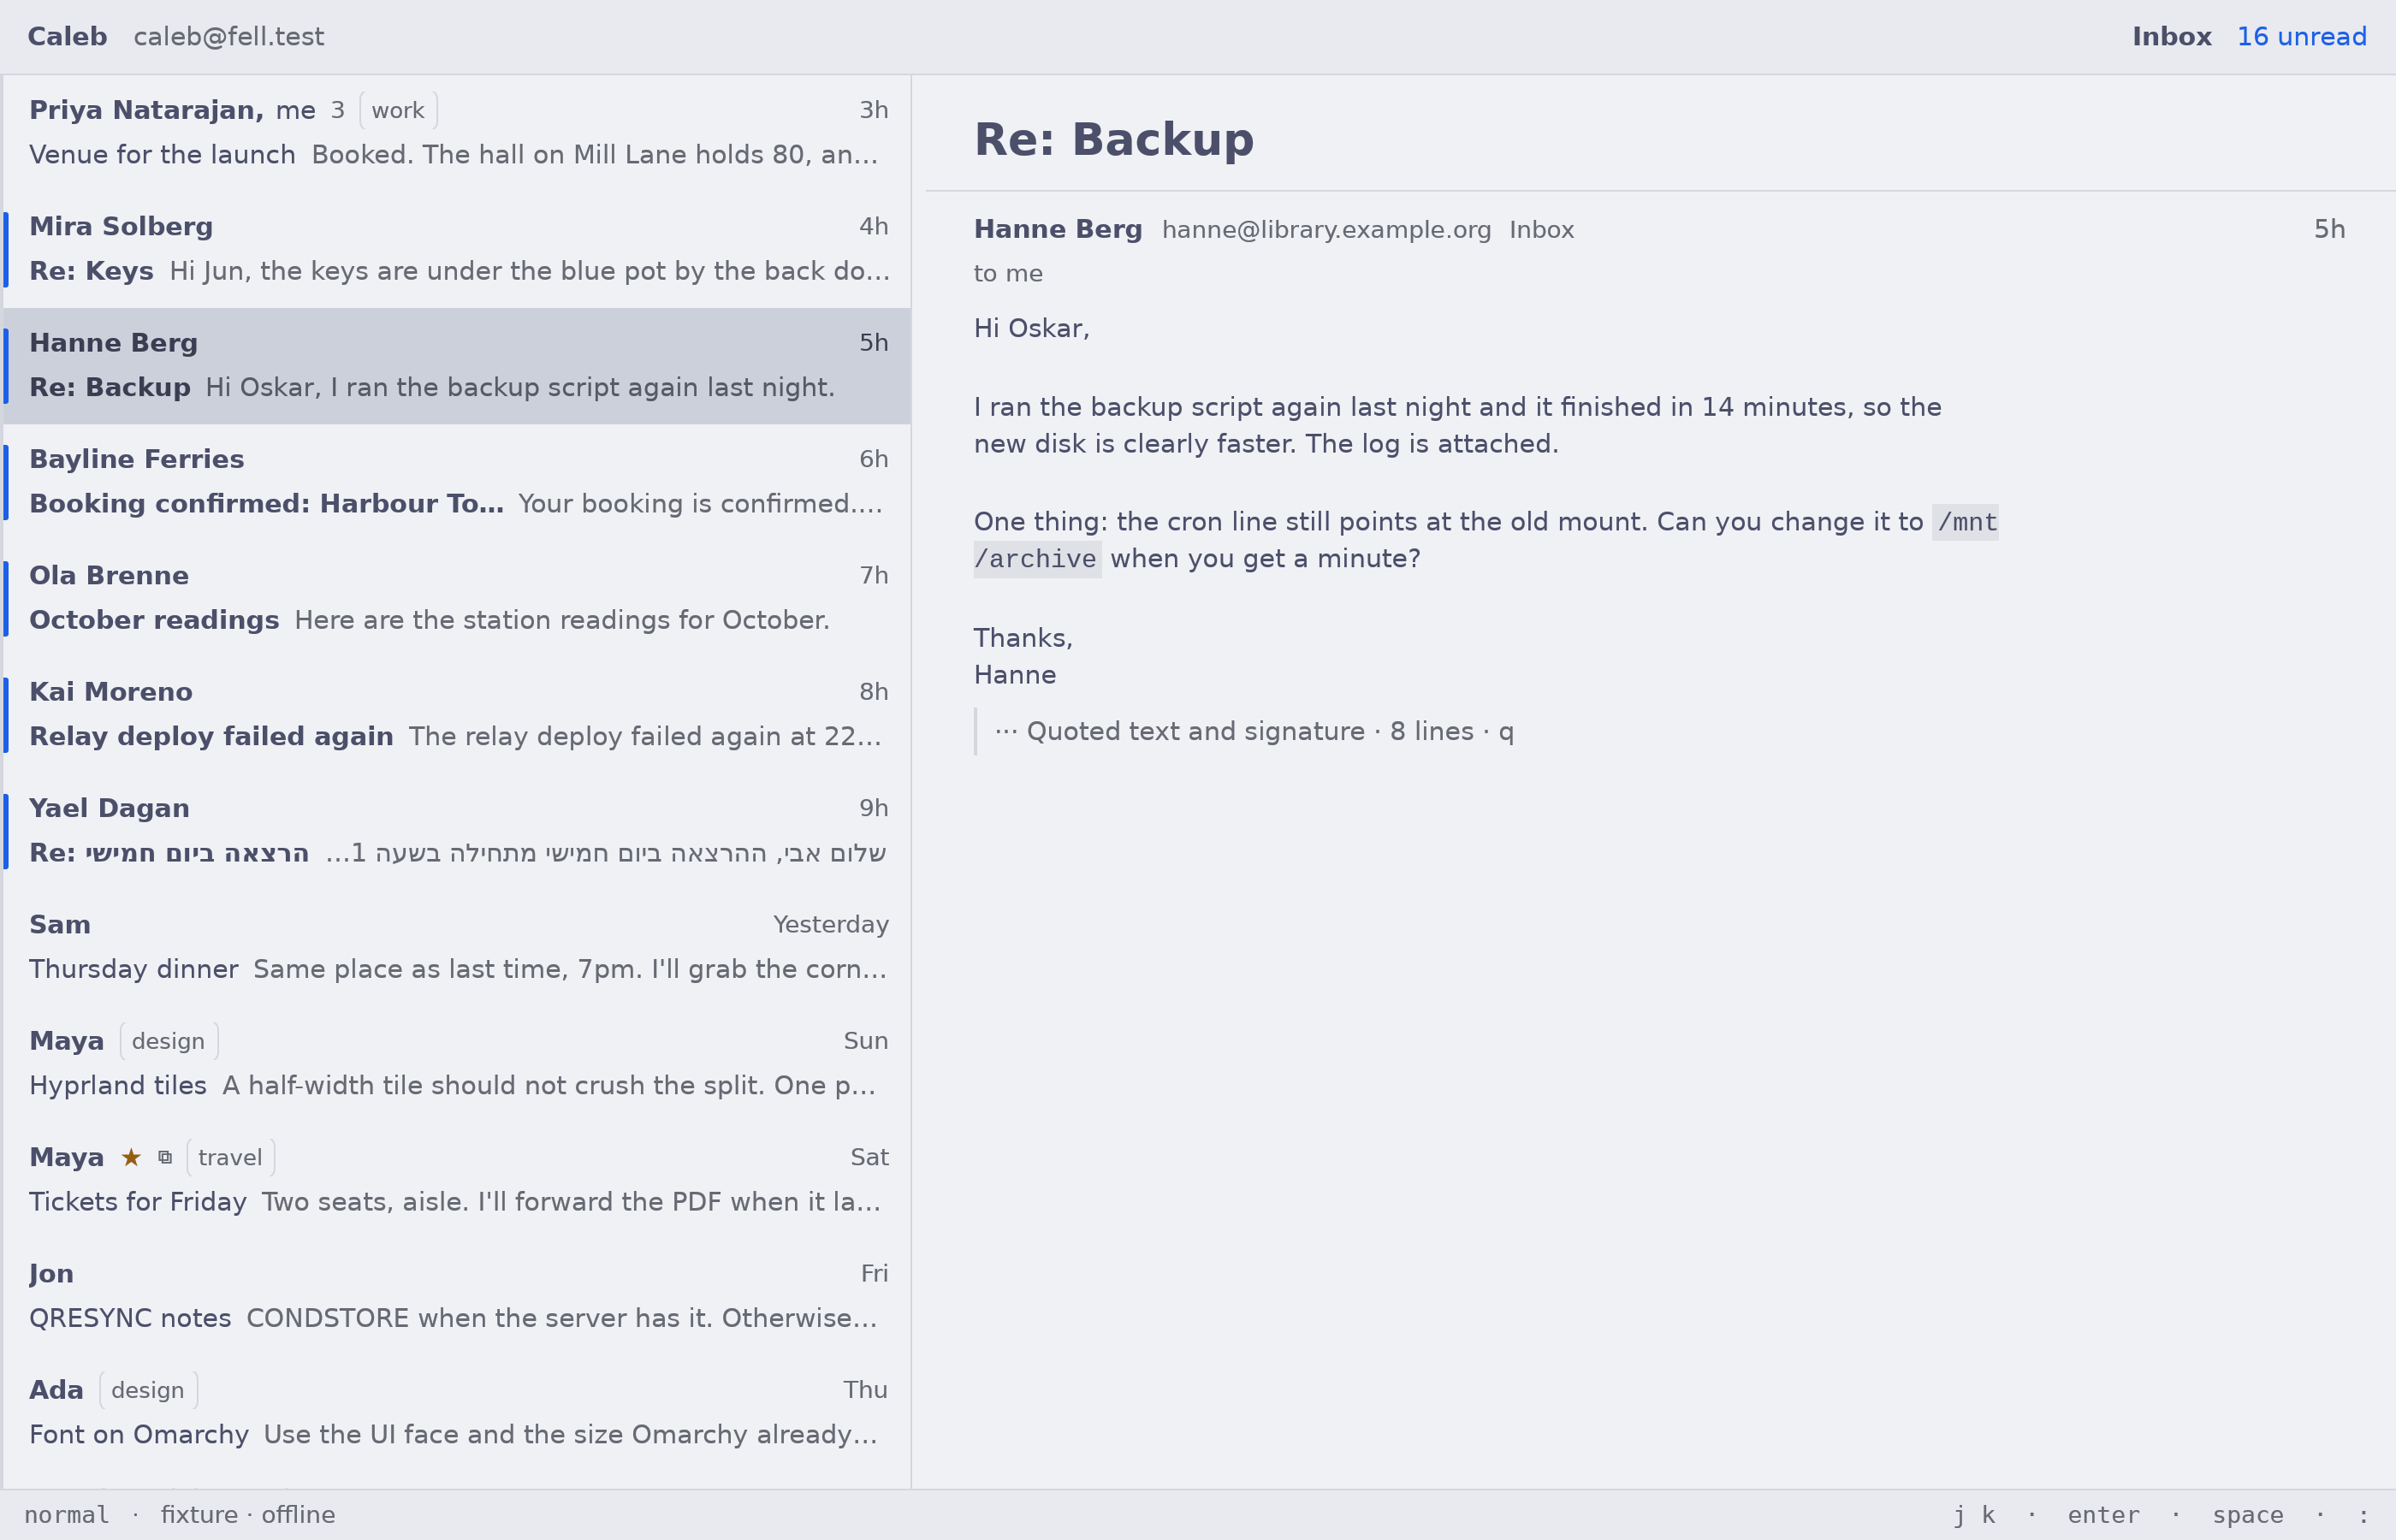 Caleb caleb@fell.test
Inbox 16 unread
Priya Natarajan, me 3 work 3h
Venue for the launch Booked. The hall on Mill Lane holds 80, an…
Mira Solberg 4h
Re: Keys Hi Jun, the keys are under the blue pot by the back do…
Hanne Berg 5h
Re: Backup Hi Oskar, I ran the backup script again last night.
Bayline Ferries 6h
Booking confirmed: Harbour To… Your booking is confirmed.…
Ola Brenne 7h
October readings Here are the station readings for October.
Kai Moreno 8h
Relay deploy failed again The relay deploy failed again at 22…
Yael Dagan 9h
Re: הרצאה ביום חמישי שלום אבי, ההרצאה ביום חמישי מתחילה בשעה 1…
Sam Yesterday
Thursday dinner Same place as last time, 7pm. I'll grab the corn…
Maya design Sun
Hyprland tiles A half-width tile should not crush the split. One p…
Maya ★ ⧉ travel Sat
Tickets for Friday Two seats, aisle. I'll forward the PDF when it la…
Jon Fri
QRESYNC notes CONDSTORE when the server has it. Otherwise…
Ada design Thu
Font on Omarchy Use the UI face and the size Omarchy already…
Re: Backup
Hanne Berg hanne@library.example.org Inbox 5h
to me
Hi Oskar,
I ran the backup script again last night and it finished in 14 minutes, so the
new disk is clearly faster. The log is attached.
One thing: the cron line still points at the old mount. Can you change it to /mnt
/archive when you get a minute?
Thanks,
Hanne
··· Quoted text and signature · 8 lines · q
normal · fixture · offline
j k · enter · space · :